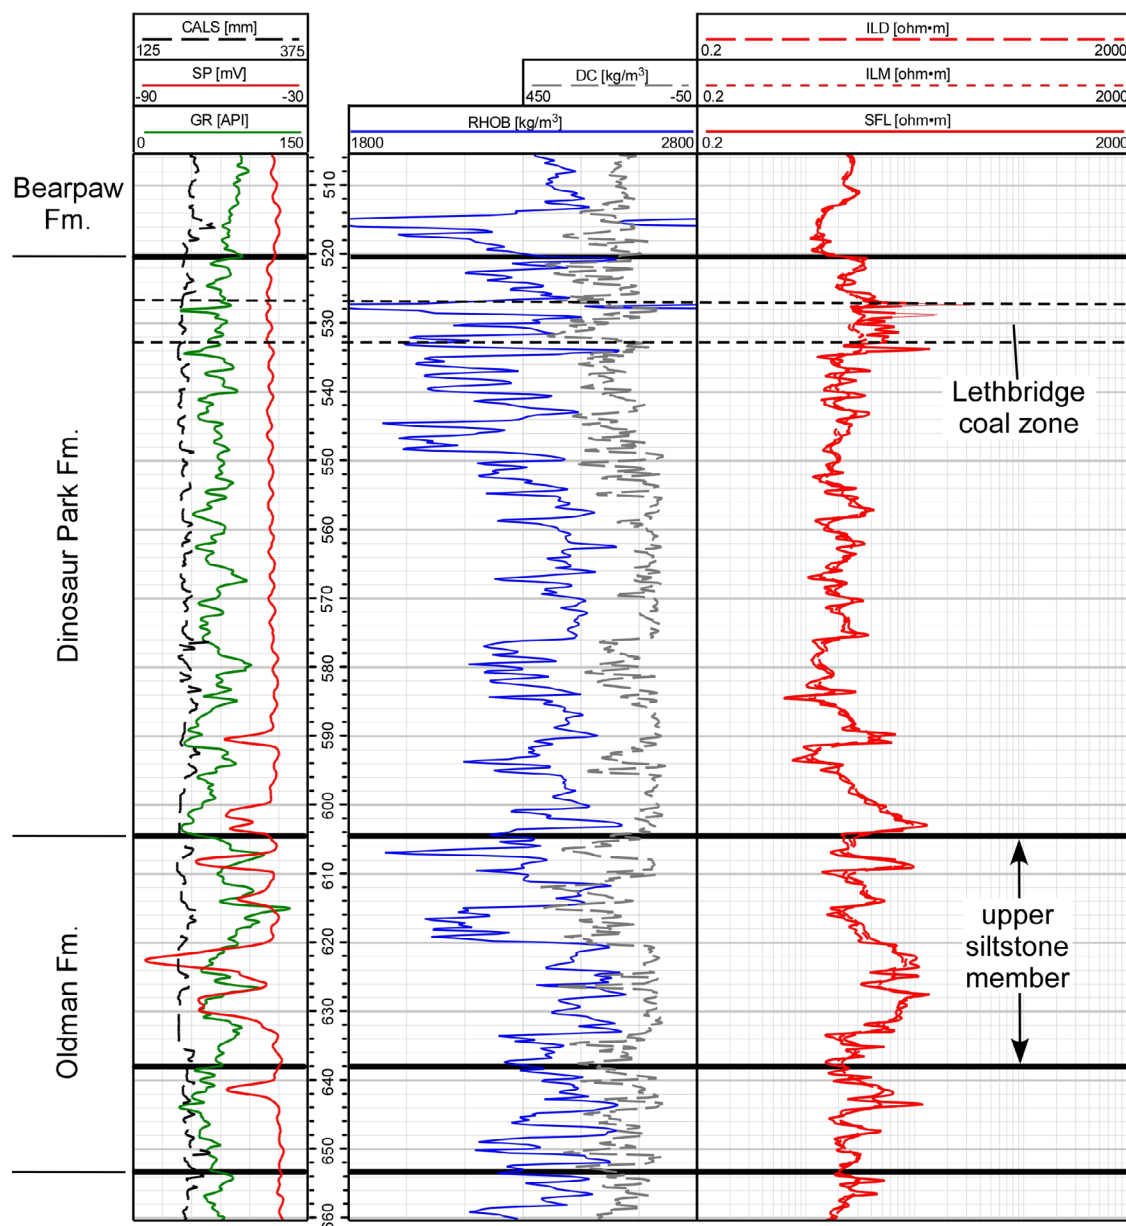 CALS [mm]
125 375
SP [mV]
-90 -30
GR [API]
0 150
DC [kg/m³]
450 -50
RHOB [kg/m³]
1800 2800
ILD [ohm•m]
0.2 2000
ILM [ohm•m]
0.2 2000
SFL [ohm•m]
0.2 2000
Bearpaw
Fm.
Dinosaur Park Fm.
Oldman Fm.
510
520
530
540
550
560
570
580
590
600
610
620
630
640
650
660
Lethbridge
coal zone
upper
siltstone
member